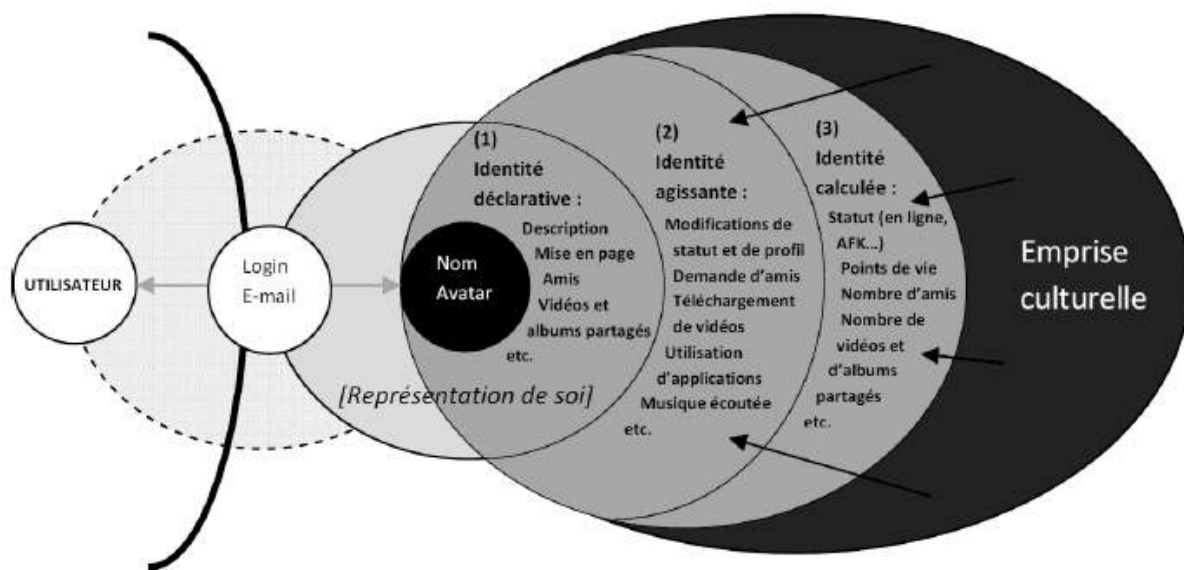 UTILISATEUR
Login
E-mail
Nom
Avatar
(1)
Identité
déclarative :
Description
Mise en page
Amis
Vidéos et
albums partagés
etc.
[Représentation de soi]
(2)
Identité
agissante :
Modifications de
statut et de profil
Demande d'amis
Téléchargement
de vidéos
Utilisation
d'applications
Musique écoutée
etc.
(3)
Identité
calculée :
Statut (en ligne,
AFK...)
Points de vie
Nombre d'amis
Nombre de
vidéos et
d'albums
partagés
etc.
Emprise
culturelle